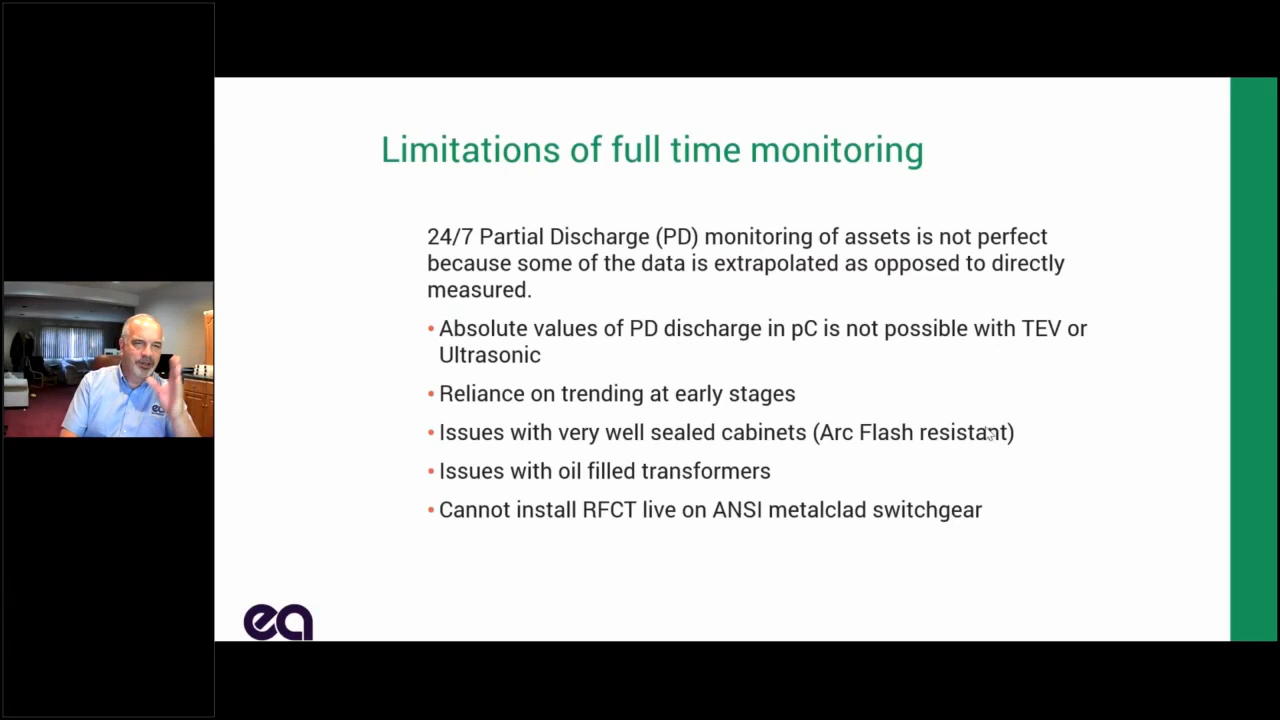 Limitations of full time monitoring
24/7 Partial Discharge (PD) monitoring of assets is not perfect
because some of the data is extrapolated as opposed to directly
measured.
• Absolute values of PD discharge in pC is not possible with TEV or
Ultrasonic
• Reliance on trending at early stages
• Issues with very well sealed cabinets (Arc Flash resistant)
• Issues with oil filled transformers
• Cannot install RFCT live on ANSI metalclad switchgear
ea